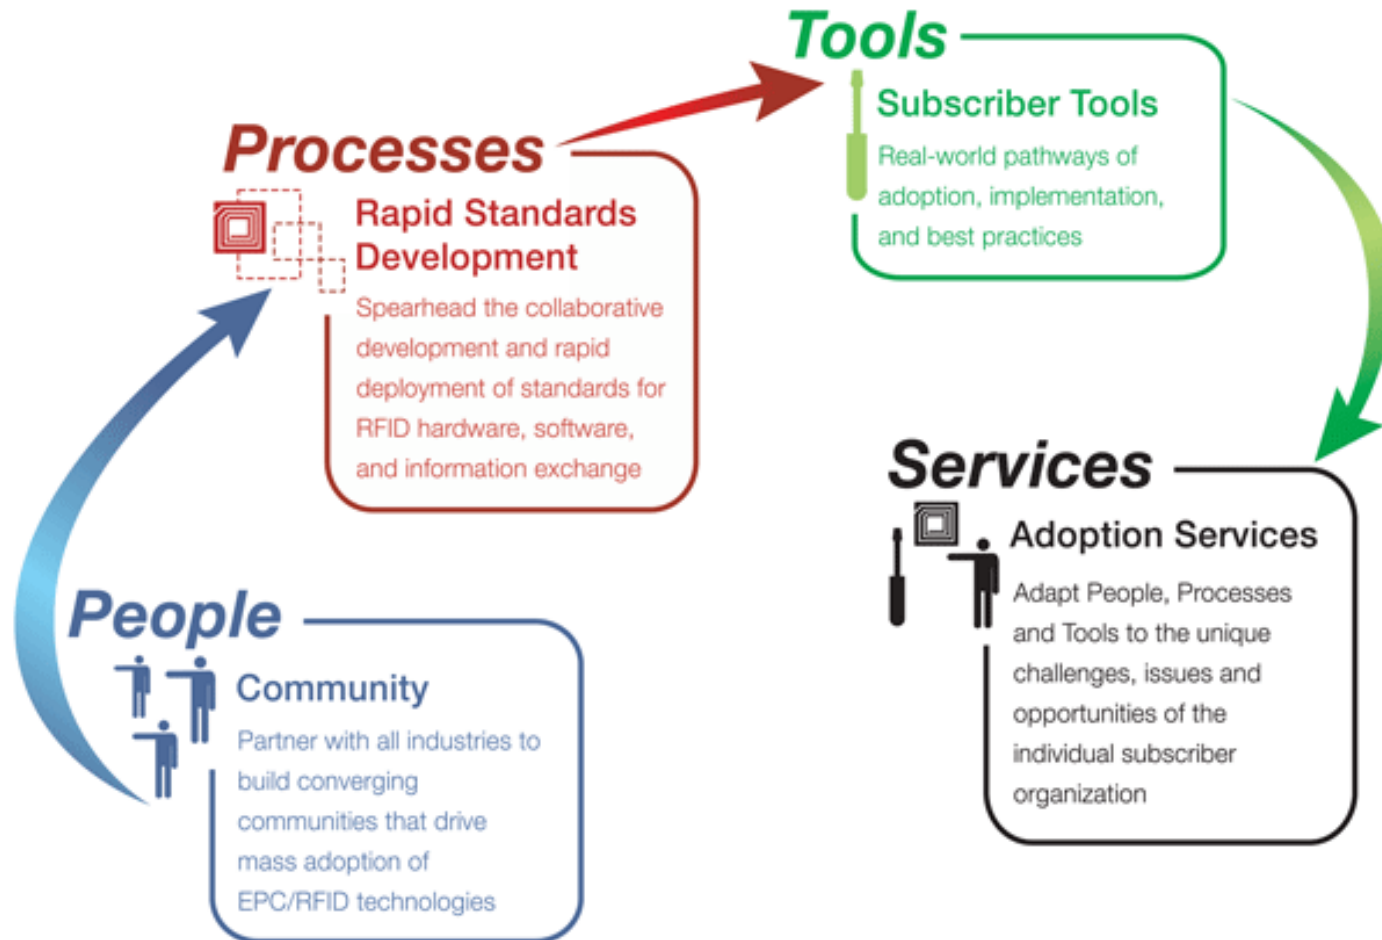 Tools
Subscriber Tools
Real-world pathways of
adoption, implementation,
and best practices
Processes
Rapid Standards
Development
Spearhead the collaborative
development and rapid
deployment of standards for
RFID hardware, software,
and information exchange
Services
Adoption Services
Adapt People, Processes
and Tools to the unique
challenges, issues and
opportunities of the
individual subscriber
organization
People
Community
Partner with all industries to
build converging
communities that drive
mass adoption of
EPC/RFID technologies